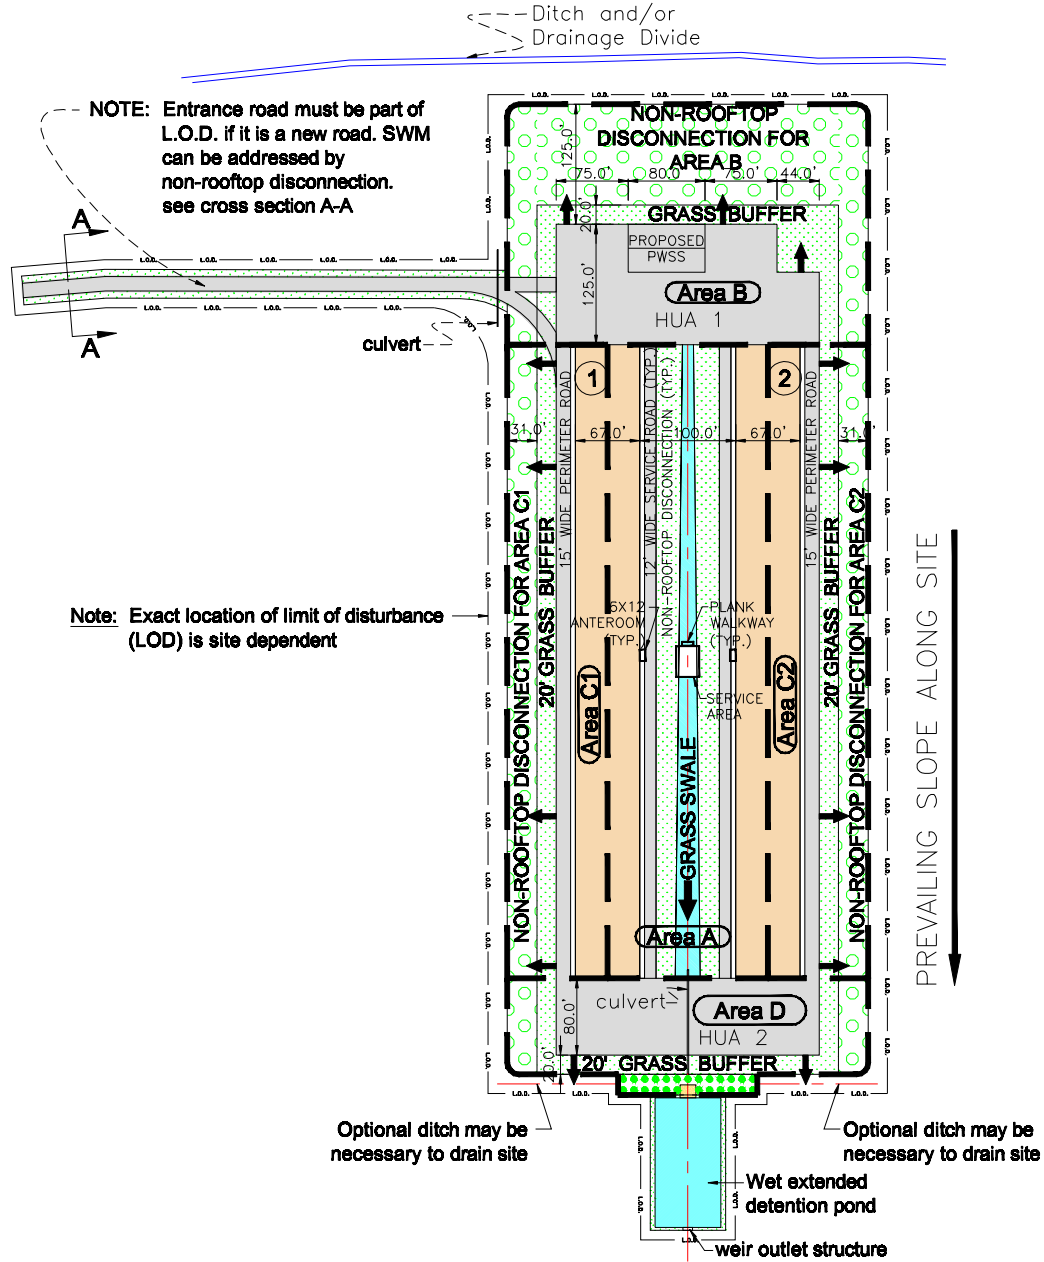 Ditch and/or
Drainage Divide
NOTE: Entrance road must be part of
L.O.D. if it is a new road. SWM
can be addressed by
non-rooftop disconnection.
see cross section A-A
L.O.D.
NON-ROOFTOP
DISCONNECTION FOR
AREA B
125.0'
75.0'
80.0'
75.0'
44.0'
20.0'
GRASS BUFFER
PROPOSED
PWSS
Area B
HUA 1
125.0'
A
A
culvert
1
2
31.0'
67.0'
100.0'
67.0'
31.0'
15' WIDE PERIMETER ROAD
12' WIDE SERVICE ROAD (TYP.)
NON-ROOFTOP DISCONNECTION (TYP.)
15' WIDE PERIMETER ROAD
NON-ROOFTOP DISCONNECTION FOR AREA C1
20' GRASS BUFFER
20' GRASS BUFFER
NON-ROOFTOP DISCONNECTION FOR AREA C2
PREVAILING SLOPE ALONG SITE
Note: Exact location of limit of disturbance
(LOD) is site dependent
6X12
ANTEROOM
(TYP.)
PLANK
WALKWAY
(TYP.)
SERVICE
AREA
Area C1
Area C2
GRASS SWALE
Area A
culvert
Area D
HUA 2
80.0'
20.0'
20' GRASS BUFFER
Optional ditch may be
necessary to drain site
Optional ditch may be
necessary to drain site
Wet extended
detention pond
weir outlet structure